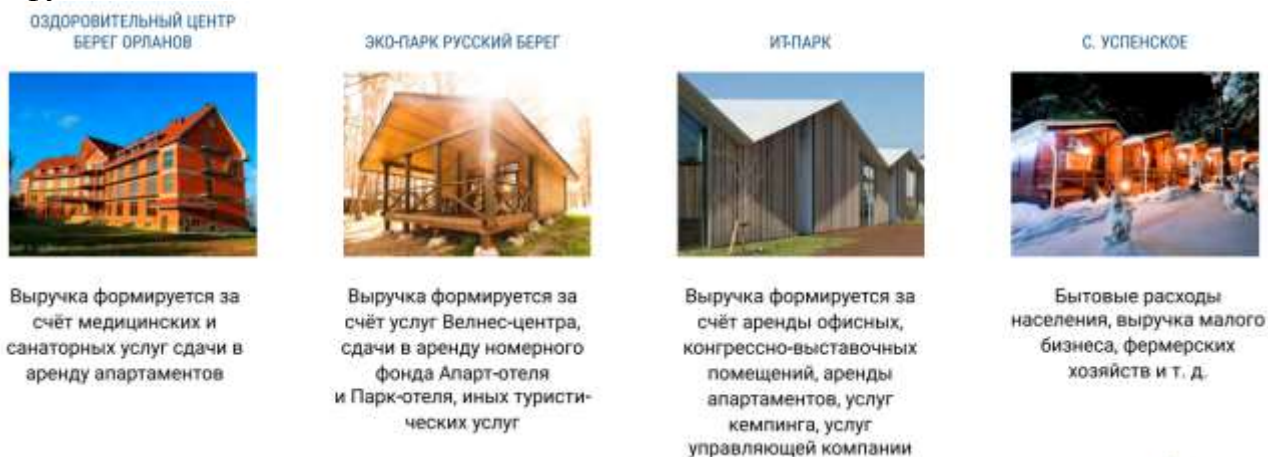 ОЗДОРОВИТЕЛЬНЫЙ ЦЕНТР
БЕРЕГ ОРЛАНОВ
Выручка формируется за
счёт медицинских и
санаторных услуг сдачи в
аренду апартаментов
ЭКО-ПАРК РУССКИЙ БЕРЕГ
Выручка формируется за
счёт услуг Велнес-центра,
сдачи в аренду номерного
фонда Апарт-отеля
и Парк-отеля, иных туристи-
ческих услуг
ИТ-ПАРК
Выручка формируется за
счёт аренды офисных,
конгрессно-выставочных
помещений, аренды
апартаментов, услуг
кемпинга, услуг
управляющей компании
С. УСПЕНСКОЕ
Бытовые расходы
населения, выручка малого
бизнеса, фермерских
хозяйств и т. д.